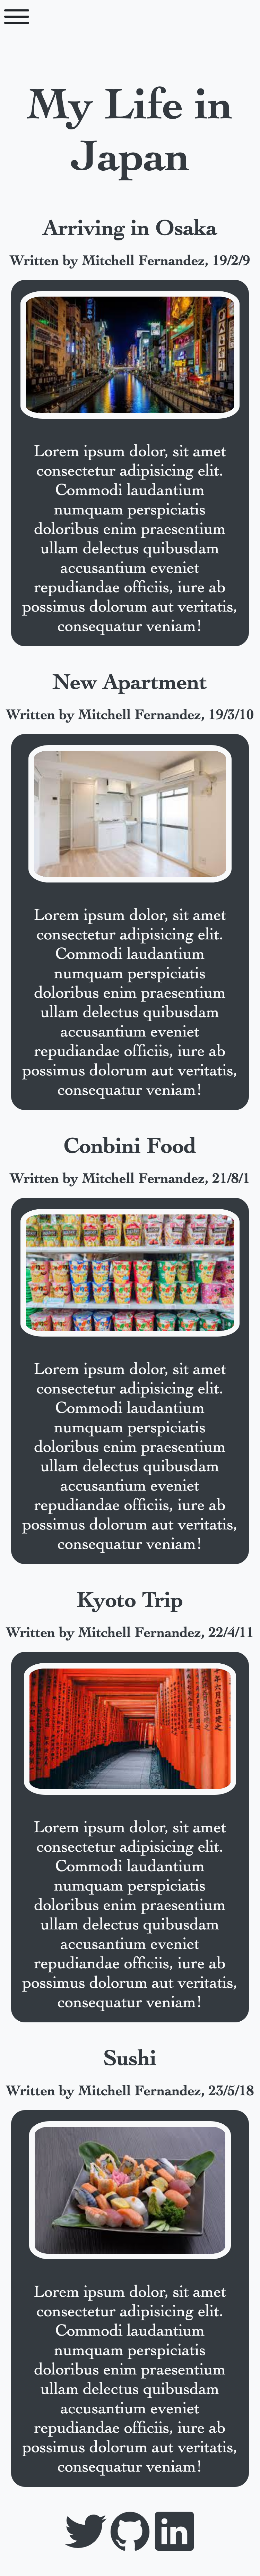 My Life in
Japan
Arriving in Osaka
Written by Mitchell Fernandez, 19/2/9
Lorem ipsum dolor, sit amet
consectetur adipisicing elit.
Commodi laudantium
numquam perspiciatis
doloribus enim praesentium
ullam delectus quibusdam
accusantium eveniet
repudiandae officiis, iure ab
possimus dolorum aut veritatis,
consequatur veniam!
New Apartment
Written by Mitchell Fernandez, 19/3/10
Lorem ipsum dolor, sit amet
consectetur adipisicing elit.
Commodi laudantium
numquam perspiciatis
doloribus enim praesentium
ullam delectus quibusdam
accusantium eveniet
repudiandae officiis, iure ab
possimus dolorum aut veritatis,
consequatur veniam!
Conbini Food
Written by Mitchell Fernandez, 21/8/1
Lorem ipsum dolor, sit amet
consectetur adipisicing elit.
Commodi laudantium
numquam perspiciatis
doloribus enim praesentium
ullam delectus quibusdam
accusantium eveniet
repudiandae officiis, iure ab
possimus dolorum aut veritatis,
consequatur veniam!
Kyoto Trip
Written by Mitchell Fernandez, 22/4/11
Lorem ipsum dolor, sit amet
consectetur adipisicing elit.
Commodi laudantium
numquam perspiciatis
doloribus enim praesentium
ullam delectus quibusdam
accusantium eveniet
repudiandae officiis, iure ab
possimus dolorum aut veritatis,
consequatur veniam!
Sushi
Written by Mitchell Fernandez, 23/5/18
Lorem ipsum dolor, sit amet
consectetur adipisicing elit.
Commodi laudantium
numquam perspiciatis
doloribus enim praesentium
ullam delectus quibusdam
accusantium eveniet
repudiandae officiis, iure ab
possimus dolorum aut veritatis,
consequatur veniam!
in